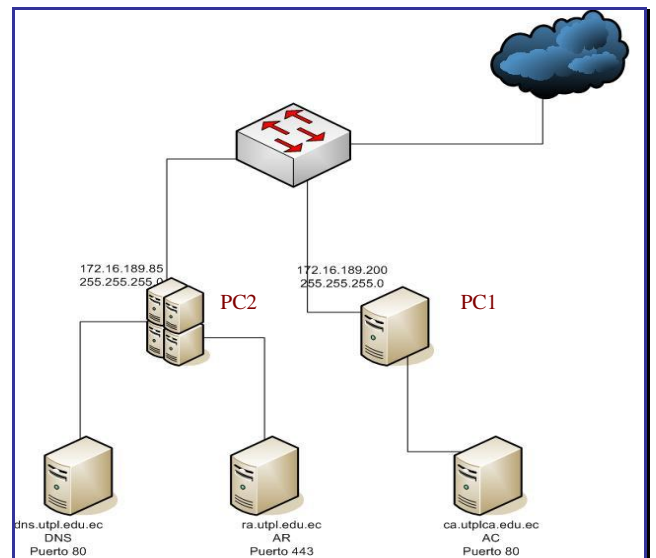 172.16.189.85
255.255.255.0
172.16.189.200
255.255.255.0
PC2
PC1
dns.utpl.edu.ec
DNS
Puerto 80
ra.utpl.edu.ec
AR
Puerto 443
ca.utplca.edu.ec
AC
Puerto 80